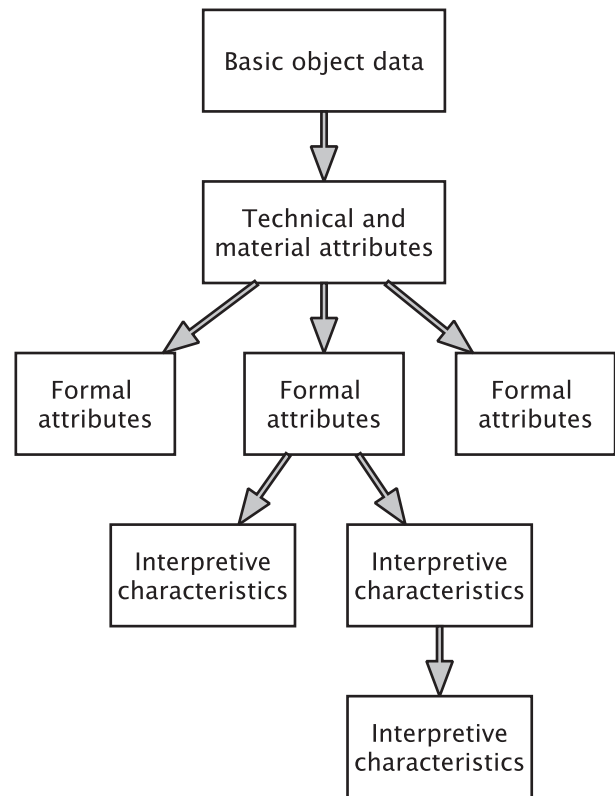 Basic object data
Technical and
material attributes
Formal
attributes
Formal
attributes
Formal
attributes
Interpretive
characteristics
Interpretive
characteristics
Interpretive
characteristics